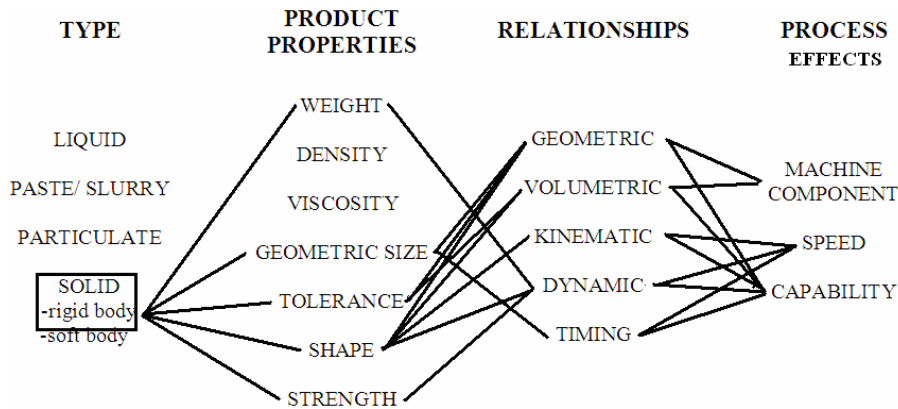 TYPE
PRODUCT
PROPERTIES
RELATIONSHIPS
PROCESS
EFFECTS
LIQUID
PASTE/ SLURRY
PARTICULATE
SOLID
-rigid body
-soft body
WEIGHT
DENSITY
VISCOSITY
GEOMETRIC SIZE
TOLERANCE
SHAPE
STRENGTH
GEOMETRIC
VOLUMETRIC
KINEMATIC
DYNAMIC
TIMING
MACHINE
COMPONENT
SPEED
CAPABILITY